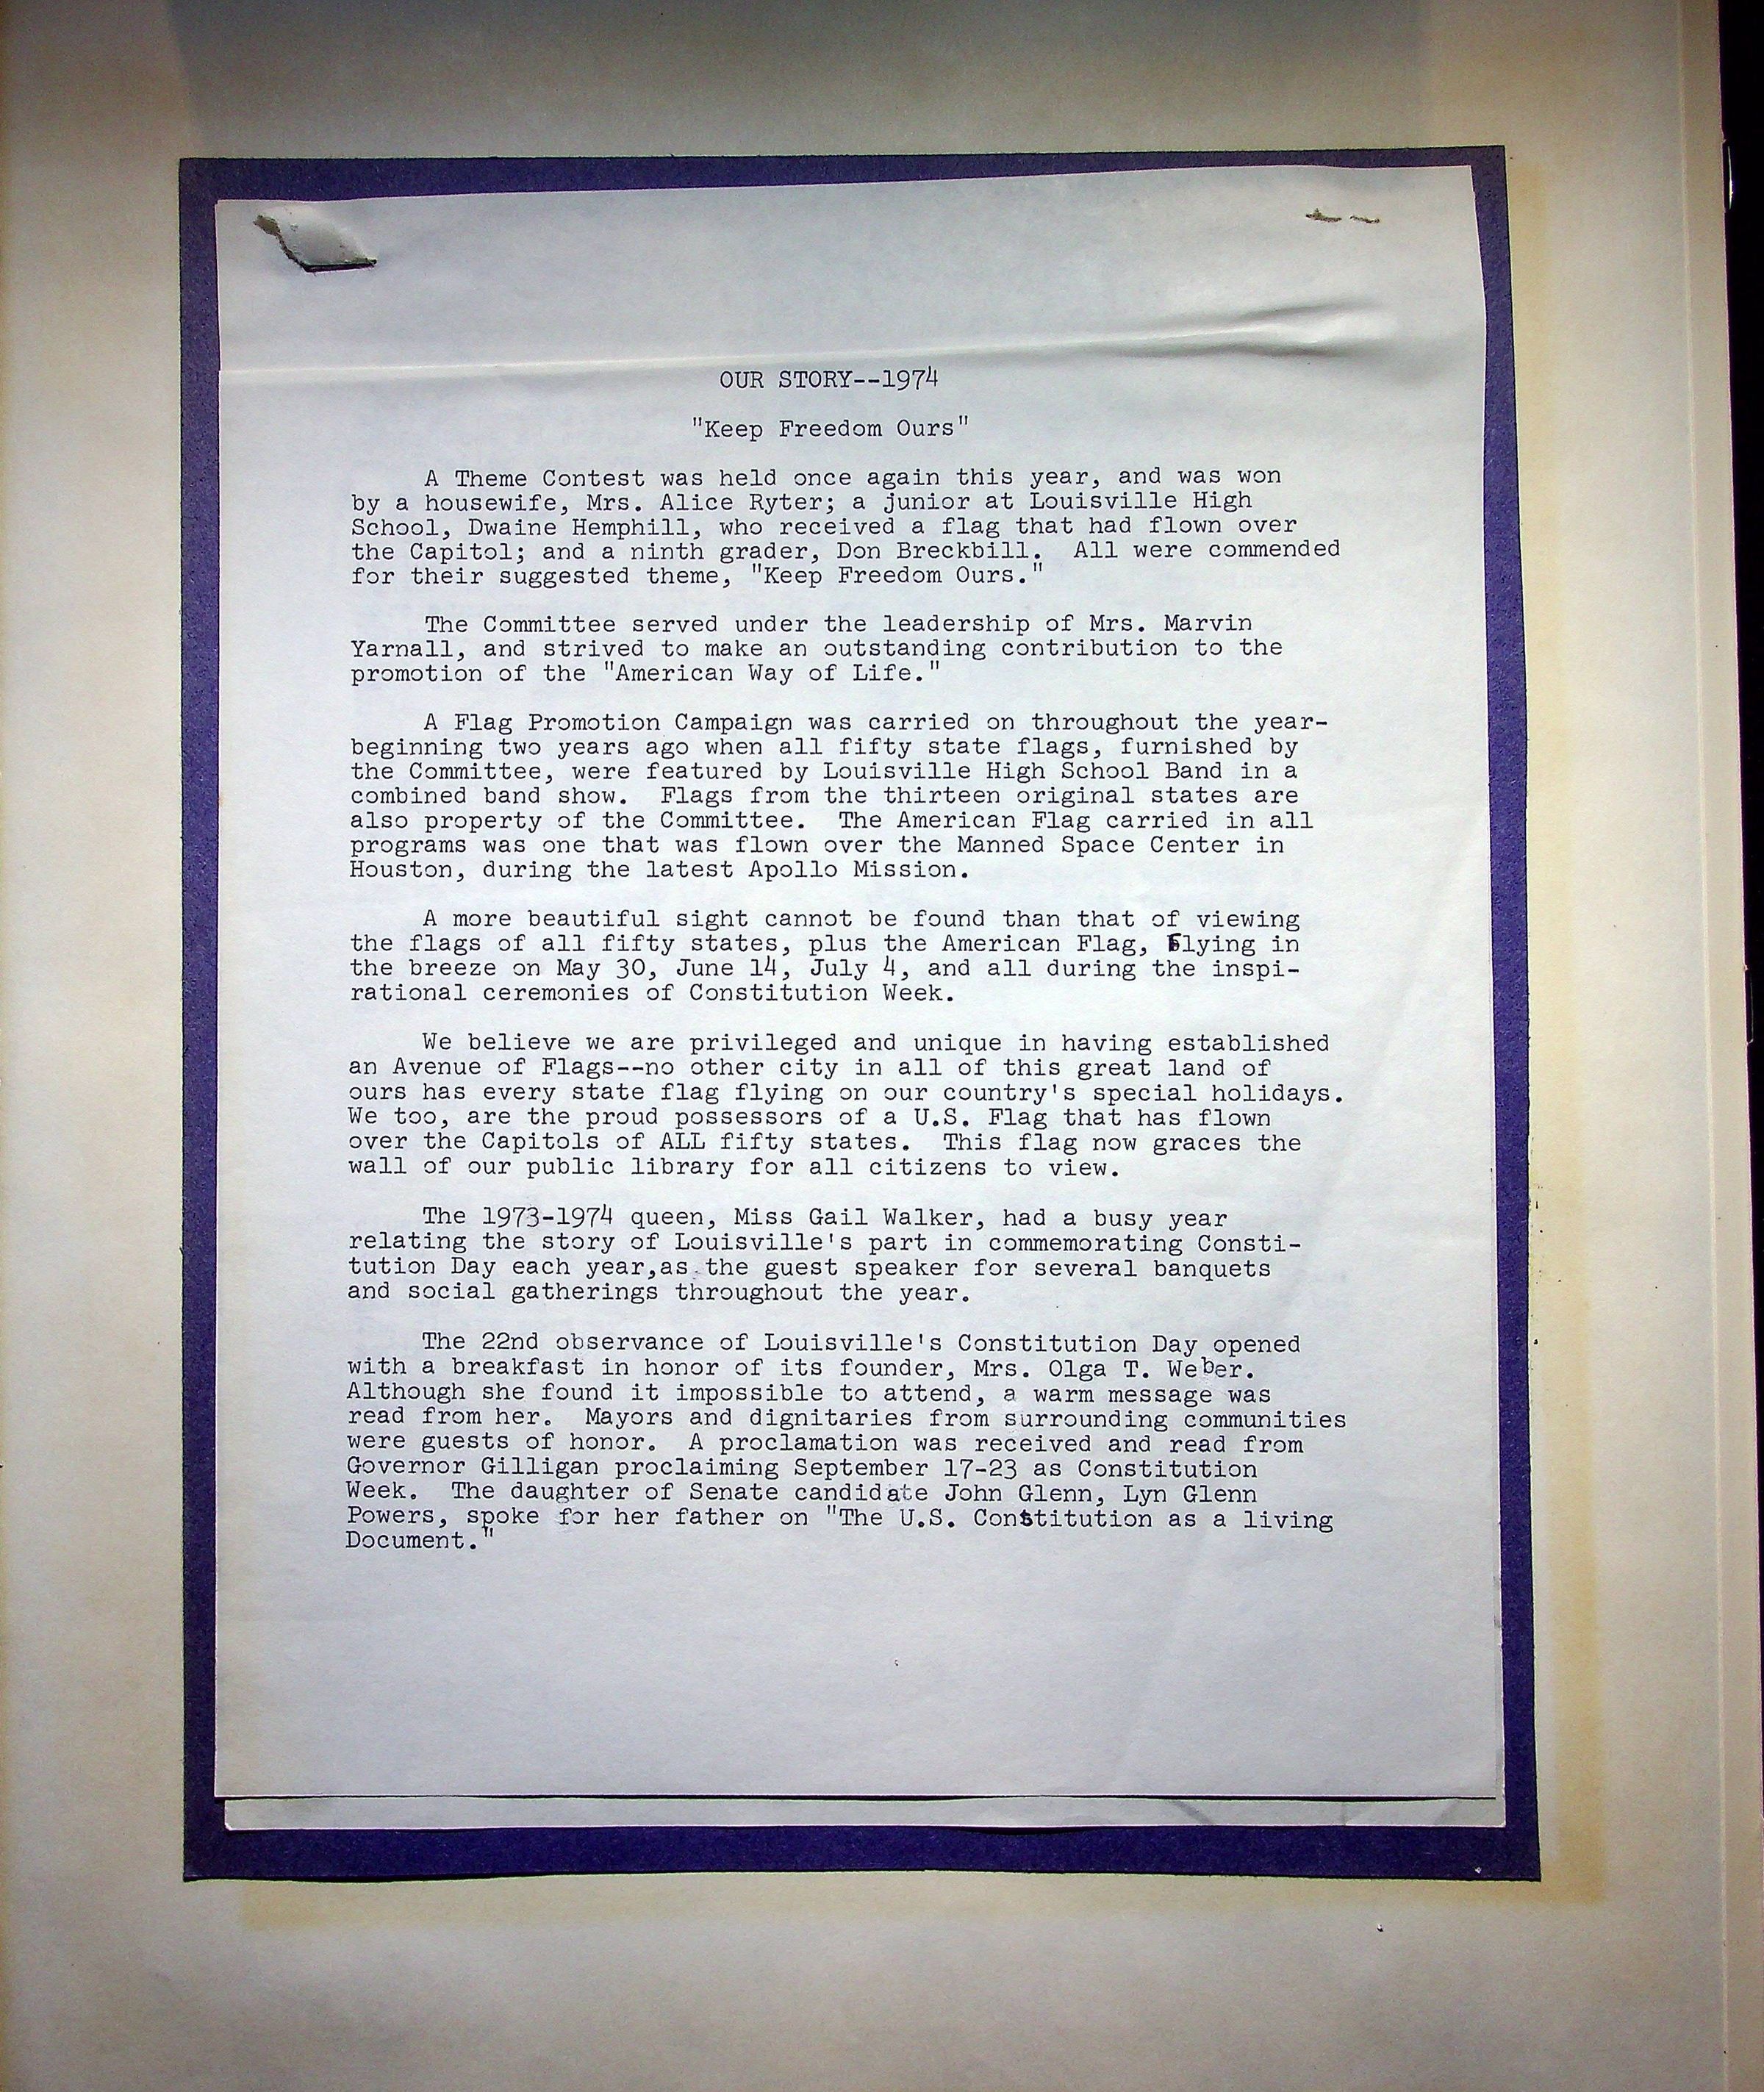 OUR STORY--1974
"Keep Freedom Ours"
A Theme Contest was held once again this year, and was won
by a housewife, Mrs. Alice Ryter; a junior at Louisville High
School, Dwaine Hemphill, who received a flag that had flown over
the Capitol; and a ninth grader, Don Breckbill.  All were commended
for their suggested theme, "Keep Freedom Ours."
The Committee served under the leadership of Mrs. Marvin
Yarnall, and strived to make an outstanding contribution to the
promotion of the "American Way of Life."
A Flag Promotion Campaign was carried on throughout the year-
beginning two years ago when all fifty state flags, furnished by
the Committee, were featured by Louisville High School Band in a
combined band show.  Flags from the thirteen original states are
also property of the Committee.  The American Flag carried in all
programs was one that was flown over the Manned Space Center in
Houston, during the latest Apollo Mission.
A more beautiful sight cannot be found than that of viewing
the flags of all fifty states, plus the American Flag, flying in
the breeze on May 30, June 14, July 4, and all during the inspi-
rational ceremonies of Constitution Week.
We believe we are privileged and unique in having established
an Avenue of Flags--no other city in all of this great land of
ours has every state flag flying on our country's special holidays.
We too, are the proud possessors of a U.S. Flag that has flown
over the Capitols of ALL fifty states.  This flag now graces the
wall of our public library for all citizens to view.
The 1973-1974 queen, Miss Gail Walker, had a busy year
relating the story of Louisville's part in commemorating Consti-
tution Day each year,as the guest speaker for several banquets
and social gatherings throughout the year.
The 22nd observance of Louisville's Constitution Day opened
with a breakfast in honor of its founder, Mrs. Olga T. Weber.
Although she found it impossible to attend, a warm message was
read from her.  Mayors and dignitaries from surrounding communities
were guests of honor.  A proclamation was received and read from
Governor Gilligan proclaiming September 17-23 as Constitution
Week.  The daughter of Senate candidate John Glenn, Lyn Glenn
Powers, spoke for her father on "The U.S. Constitution as a living
Document."